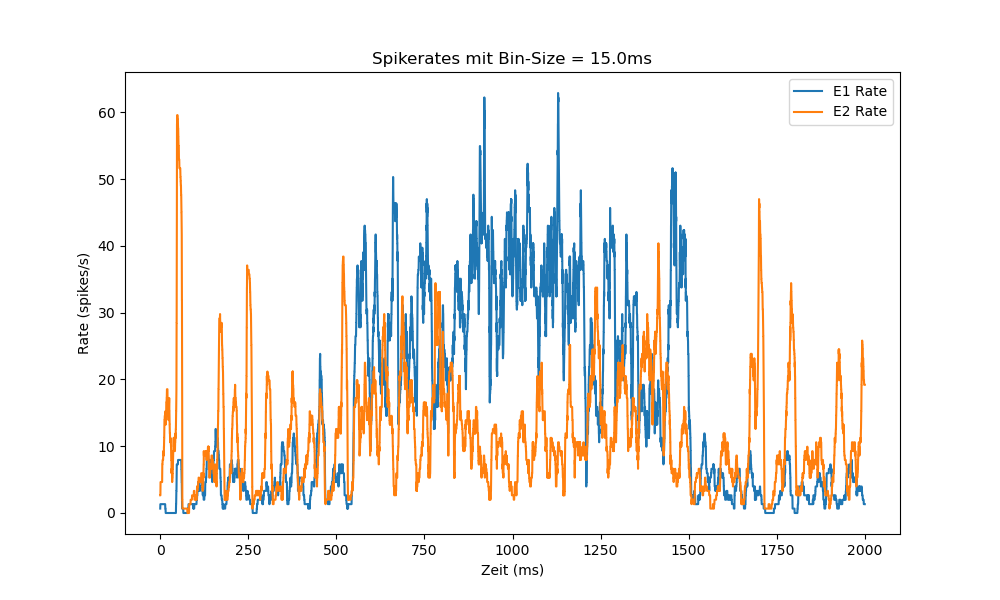 Spikerates mit Bin-Size = 15.0ms
E1 Rate
E2 Rate
Rate (spikes/s)
60
50
40
30
20
10
0
0 250 500 750 1000 1250 1500 1750 2000
Zeit (ms)